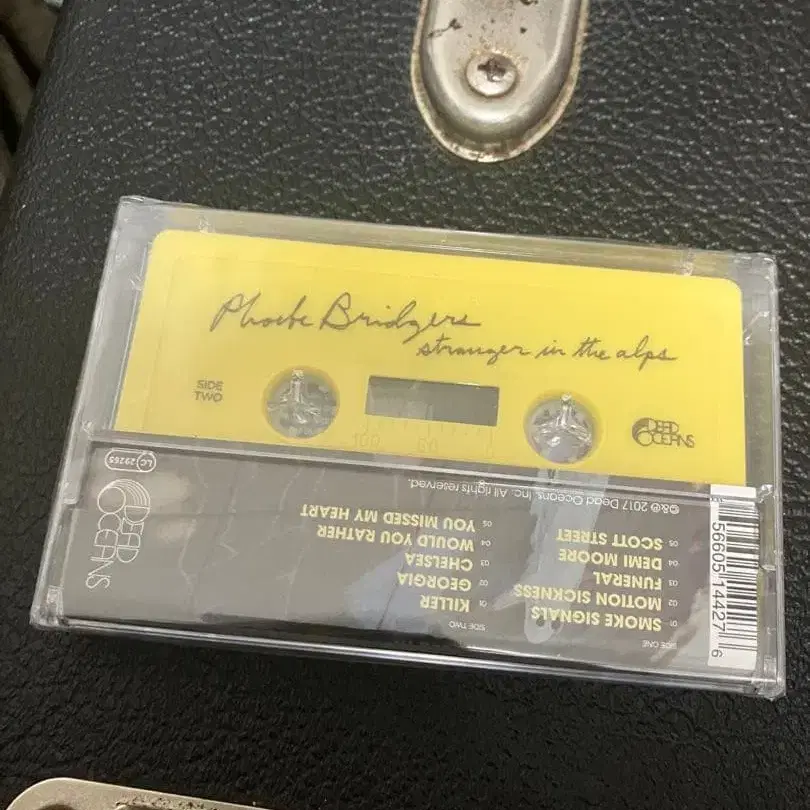 Phoebe Bridgers
stranger in the alps
SIDE
TWO
DEAD
OCEANS
100 60
LC 29265
DEAD
OCEANS
©&℗ 2017 Dead Oceans, Inc. All rights reserved.
SIDE ONE
01 SMOKE SIGNALS
02 MOTION SICKNESS
03 FUNERAL
04 DEMI MOORE
05 SCOTT STREET
SIDE TWO
01 KILLER
02 GEORGIA
03 CHELSEA
04 WOULD YOU RATHER
05 YOU MISSED MY HEART
56605 14427 6